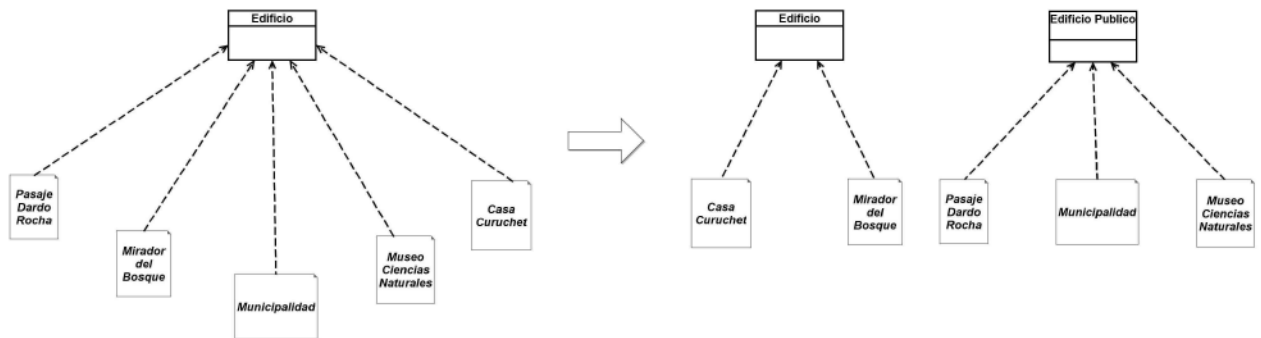 Edificio
Pasaje
Dardo
Rocha
Mirador
del
Bosque
Municipalidad
Museo
Ciencias
Naturales
Casa
Curuchet
Edificio
Edificio Publico
Casa
Curuchet
Mirador
del
Bosque
Pasaje
Dardo
Rocha
Municipalidad
Museo
Ciencias
Naturales